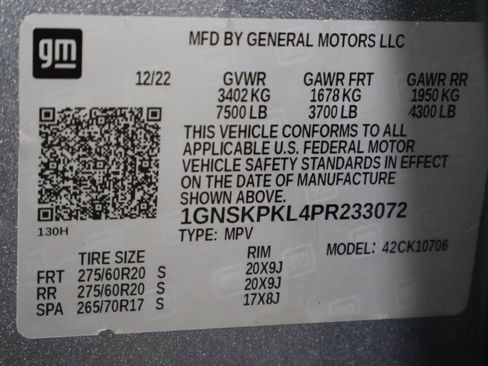 gm
MFD BY GENERAL MOTORS LLC
12/22 GVWR GAWR FRT GAWR RR
3402 KG 1678 KG 1950 KG
7500 LB 3700 LB 4300 LB
THIS VEHICLE CONFORMS TO ALL
APPLICABLE U.S. FEDERAL MOTOR
VEHICLE SAFETY STANDARDS IN EFFECT
ON THE DATE OF MANUFACTURE
SHOWN ABOVE.
1GNSKPKL4PR233072
130H TYPE: MPV
MODEL: 42CK10706
TIRE SIZE RIM
FRT 275/60R20 S 20X9J
RR 275/60R20 S 20X9J
SPA 265/70R17 S 17X8J